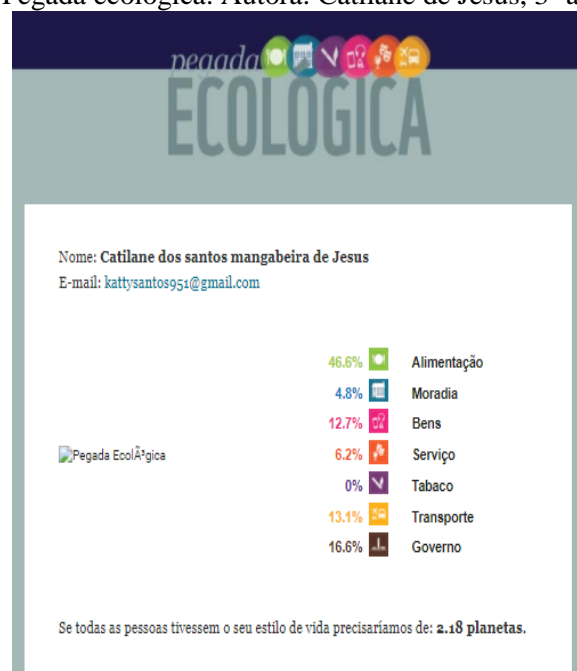 Pegada ecológica. Autora: Catilane de Jesus, 3º a
pegada
ECOLÓGICA
Nome: Catilane dos santos mangabeira de Jesus
E-mail: kattysantos951@gmail.com
46.6% Alimentação
4.8% Moradia
12.7% Bens
Pegada EcolÃ³gica
6.2% Serviço
0% Tabaco
13.1% Transporte
16.6% Governo
Se todas as pessoas tivessem o seu estilo de vida precisaríamos de: 2.18 planetas.